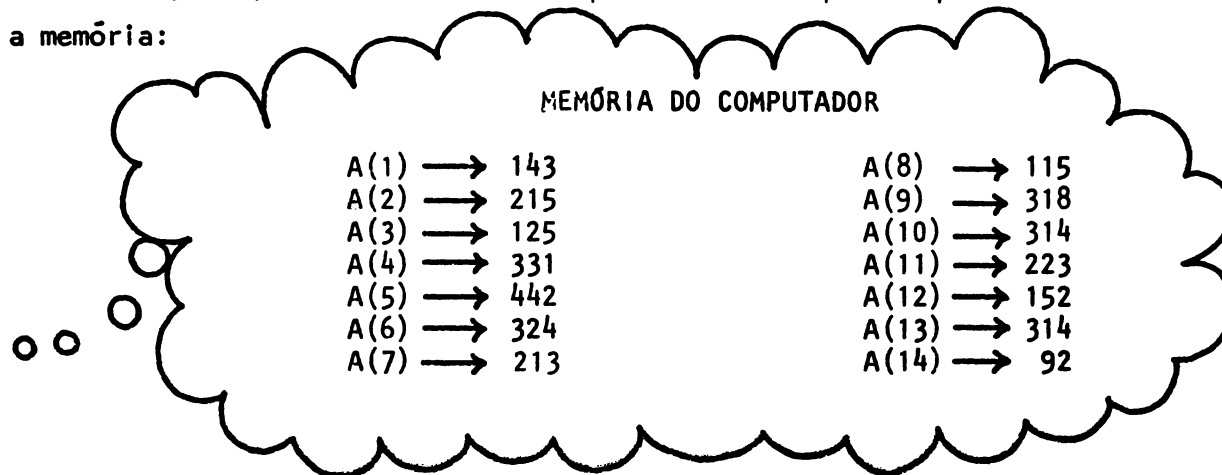 a memória:
MEMÓRIA DO COMPUTADOR
A(1) → 143
A(2) → 215
A(3) → 125
A(4) → 331
A(5) → 442
A(6) → 324
A(7) → 213
A(8) → 115
A(9) → 318
A(10) → 314
A(11) → 223
A(12) → 152
A(13) → 314
A(14) → 92